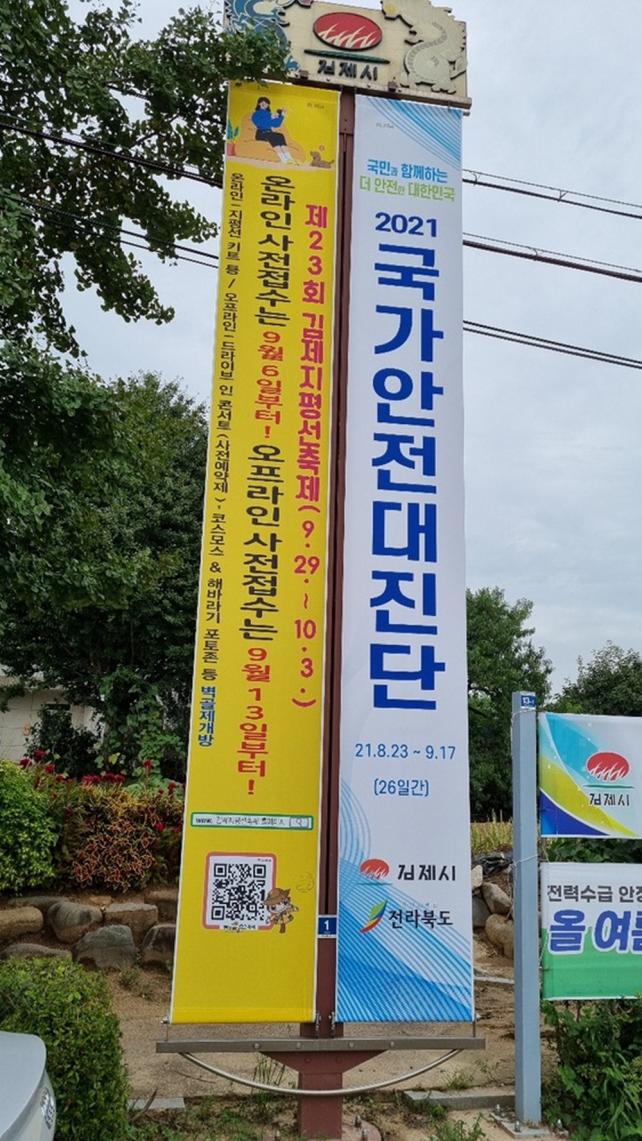 김제시
제23회 김제지평선축제(9.29.~10.3.)
온라인사전접수는 9월 6일부터! 오프라인사전접수는 9월 13일부터!
온라인-지평선 키트 등 / 오프라인-드라이브 인 콘서트(사전예약제), 코스모스 & 해바라기 포토존 등 벽골제개방
국민과 함께하는
더 안전한 대한민국
2021
국가안전대진단
21.8.23 ~ 9.17
(26일간)
김제시
전라북도
1
13-1
김제시
전력수급 안정
올 여름